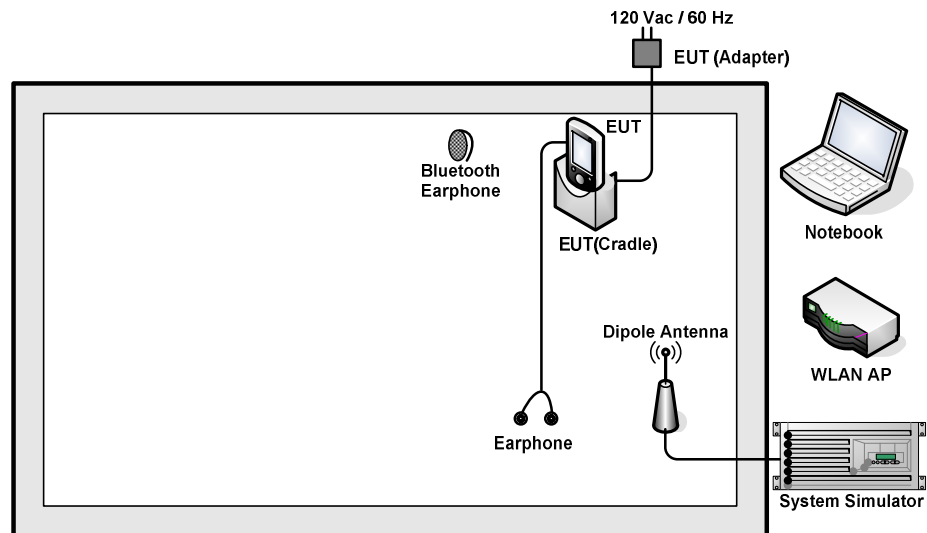 120 Vac / 60 Hz
EUT (Adapter)
EUT
Bluetooth
Earphone
EUT(Cradle)
Notebook
Dipole Antenna
WLAN AP
Earphone
System Simulator